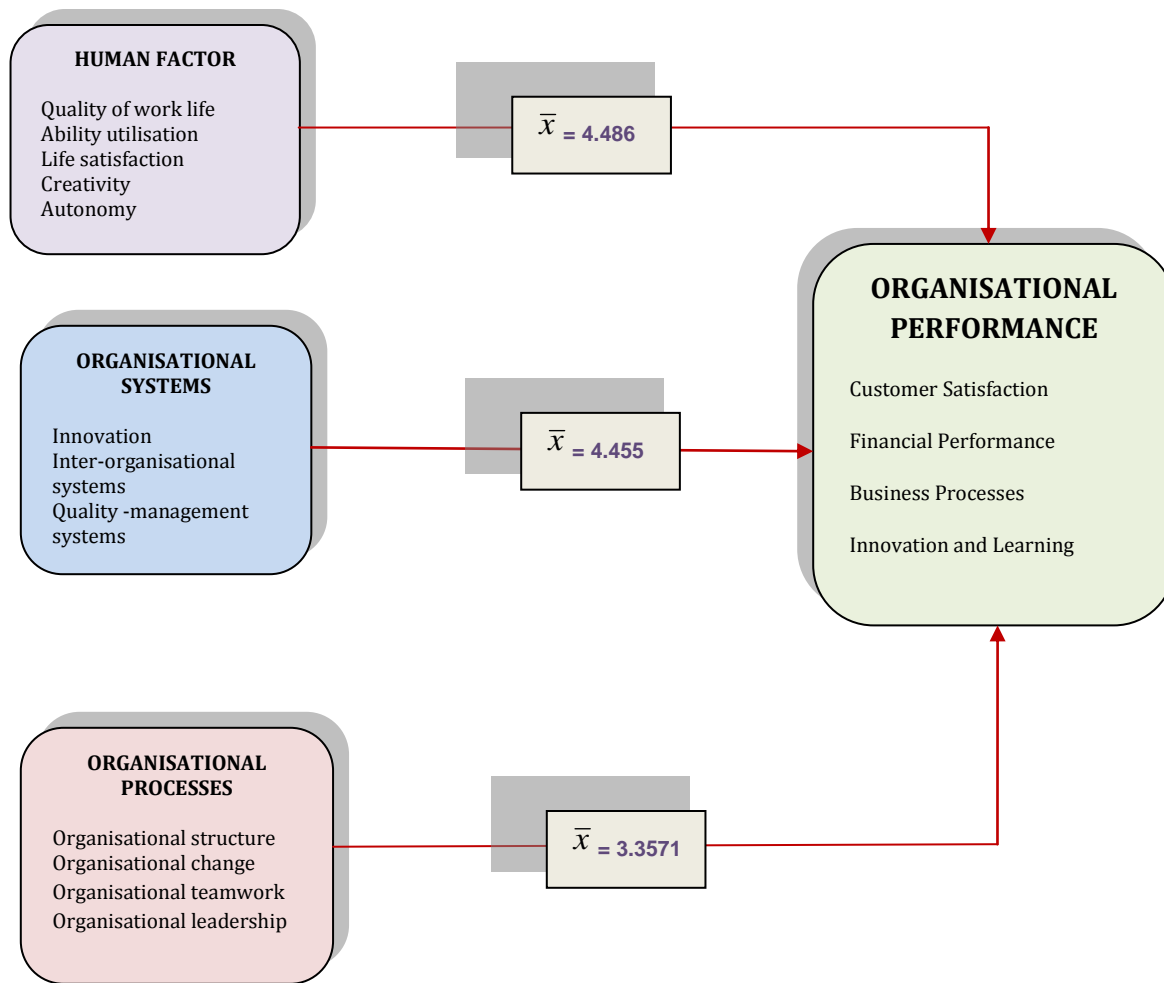 HUMAN FACTOR
Quality of work life
Ability utilisation
Life satisfaction
Creativity
Autonomy
x̅ = 4.486
ORGANISATIONAL
PERFORMANCE
Customer Satisfaction
Financial Performance
Business Processes
Innovation and Learning
ORGANISATIONAL
SYSTEMS
Innovation
Inter-organisational
systems
Quality -management
systems
x̅ = 4.455
ORGANISATIONAL
PROCESSES
Organisational structure
Organisational change
Organisational teamwork
Organisational leadership
x̅ = 3.3571